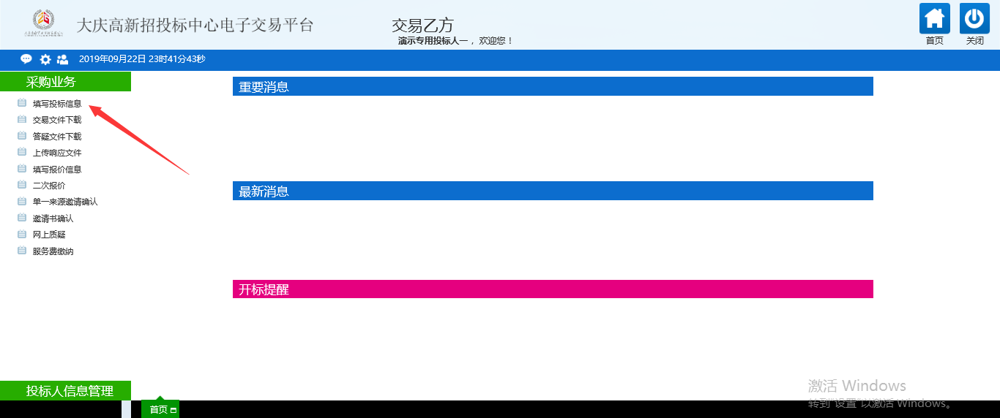 大庆高新招投标中心电子交易平台
交易乙方
演示专用投标人一 ，欢迎您！
首页
关闭
2019年09月22日 23时41分43秒
采购业务
填写投标信息
交易文件下载
答疑文件下载
上传响应文件
填写报价信息
二次报价
单一来源邀请确认
邀请书确认
网上质疑
服务费缴纳
重要消息
最新消息
开标提醒
投标人信息管理
首页
激活 Windows
转到"设置"以激活 Windows。